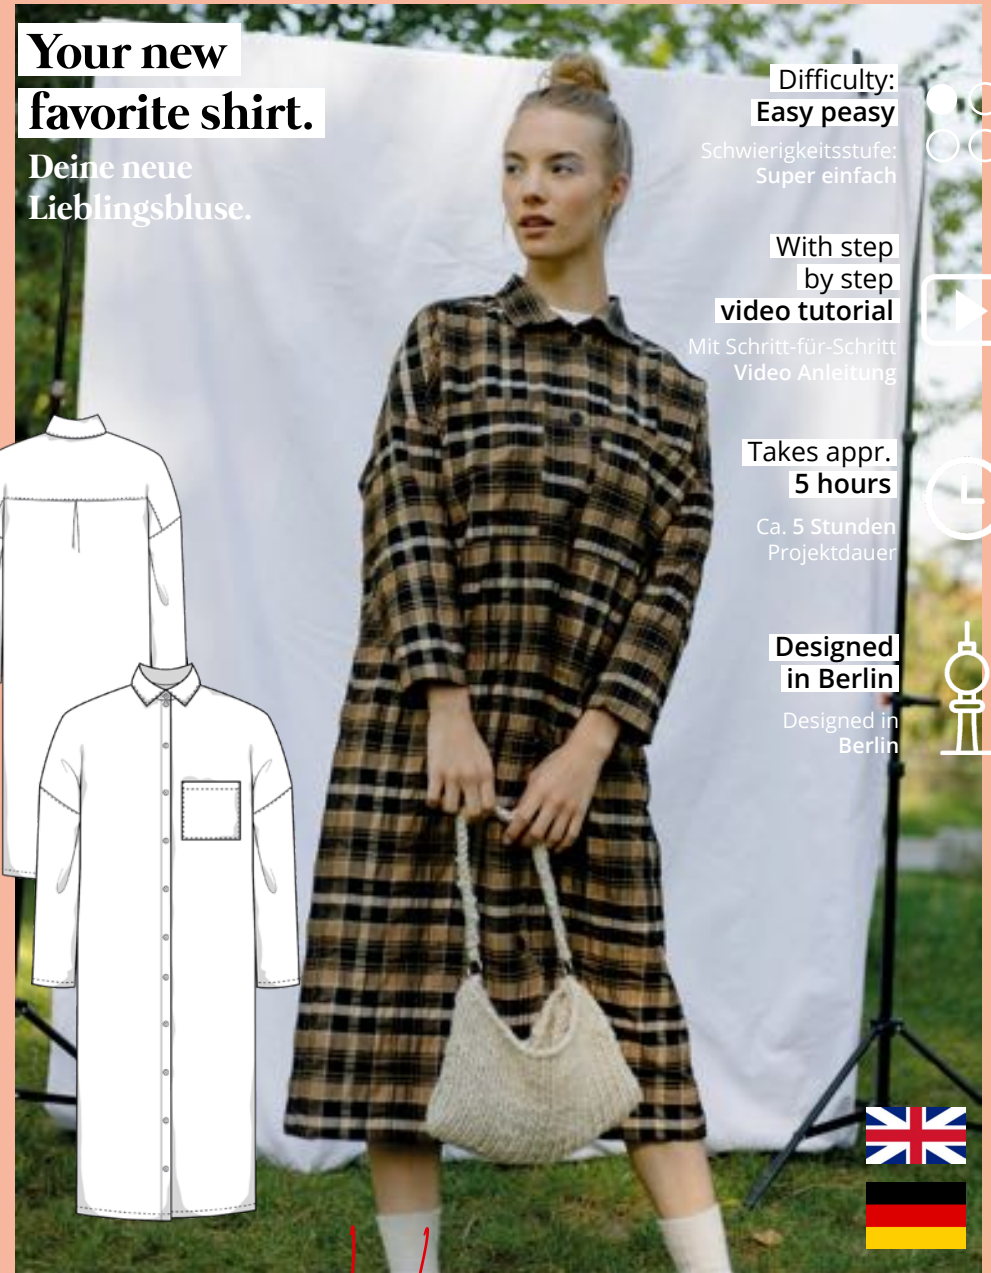 Your new
favorite shirt.
Deine neue
Lieblingsbluse.
Difficulty:
Easy peasy
Schwierigkeitsstufe:
Super einfach
With step
by step
video tutorial
Mit Schritt-für-Schritt
Video Anleitung
Takes appr.
5 hours
Ca. 5 Stunden
Projektdauer
Designed
in Berlin
Designed in
Berlin